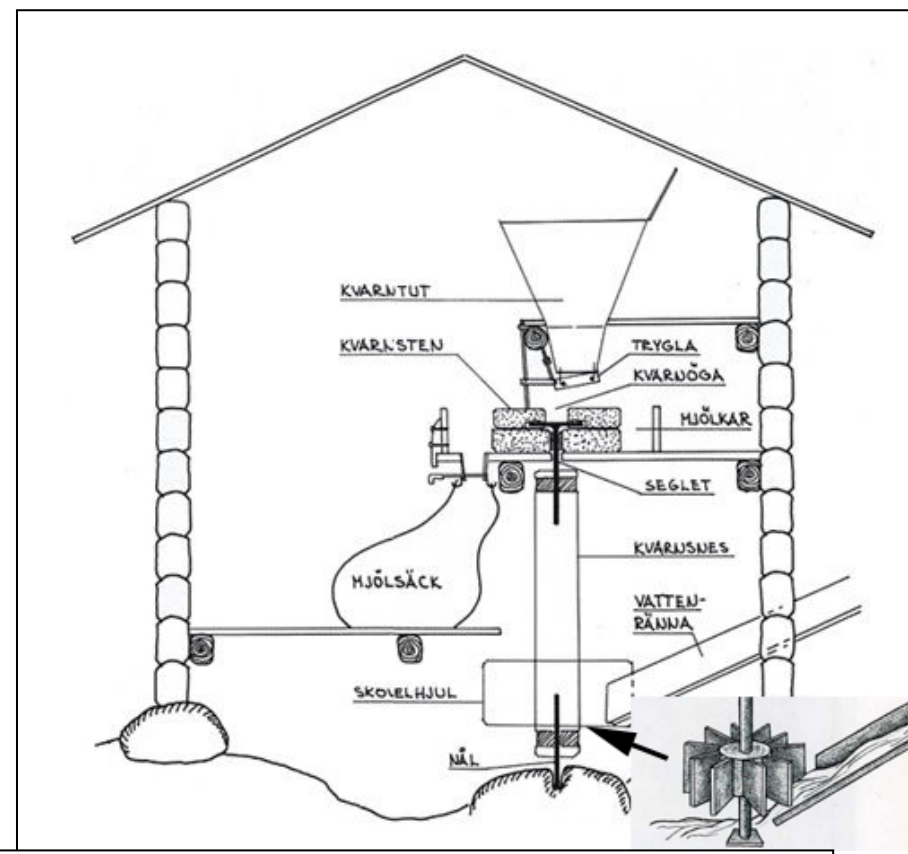 KVARNTUT
KVARNSTEN
TRYGLA
KVARNÖGA
MJÖLKAR
SEGLET
KVARNSNES
MJÖLSÄCK
VATTEN-
RÄNNA
SKOVELHJUL
NÅL